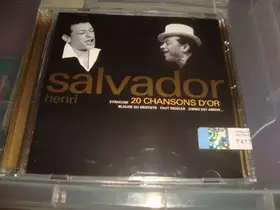 salvador
henri
20 CHANSONS D'OR
SYRACUSE
BLOUSE DU DENTISTE FAUT RIGOLER ZORRO EST ARRIVÉ...